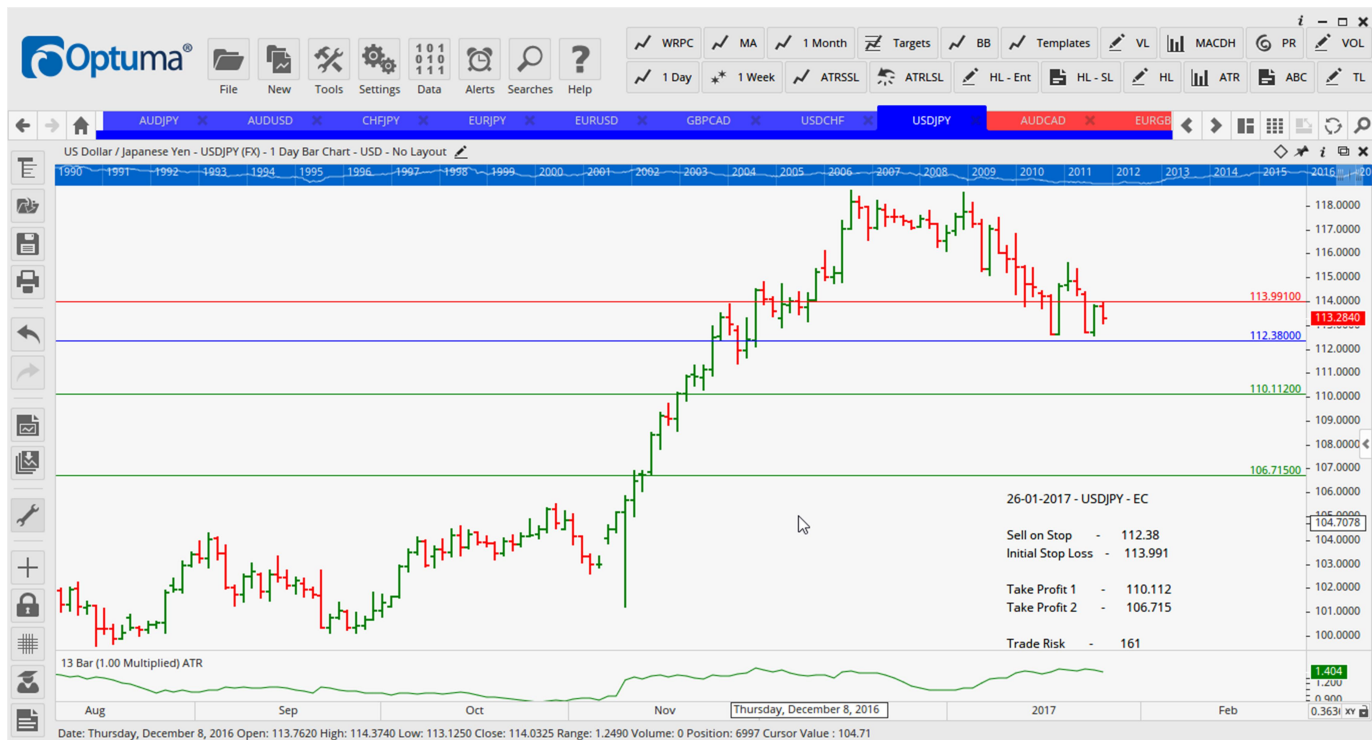 i
Optuma®
File New Tools Settings Data Alerts Searches Help
WRPC MA 1 Month Targets BB Templates VL MACDH PR VOL
1 Day 1 Week ATRSSL ATRLSL HL - Ent HL - SL HL ATR ABC TL
101
010
111
AUDJPY AUDUSD CHFJPY EURJPY EURUSD GBPCAD USDCHF USDJPY AUDCAD EURGB
US Dollar / Japanese Yen - USDJPY (FX) - 1 Day Bar Chart - USD - No Layout
i
1990 1991 1992 1993 1994 1995 1996 1997 1998 1999 2000 2001 2002 2003 2004 2005 2006 2007 2008 2009 2010 2011 2012 2013 2014 2015 2016
118.0000
117.0000
116.0000
115.0000
113.99100
114.0000
113.2840
112.38000
112.0000
111.0000
110.11200
110.0000
109.0000
108.0000
106.71500
107.0000
106.0000
104.7078
104.0000
103.0000
102.0000
101.0000
100.0000
26-01-2017 - USDJPY - EC
Sell on Stop - 112.38
Initial Stop Loss - 113.991
Take Profit 1 - 110.112
Take Profit 2 - 106.715
Trade Risk - 161
13 Bar (1.00 Multiplied) ATR
1.404
1.200
0.900
Aug Sep Oct Nov Thursday, December 8, 2016 2017 Feb
XY
Date: Thursday, December 8, 2016 Open: 113.7620 High: 114.3740 Low: 113.1250 Close: 114.0325 Range: 1.2490 Volume: 0 Position: 6997 Cursor Value : 104.71